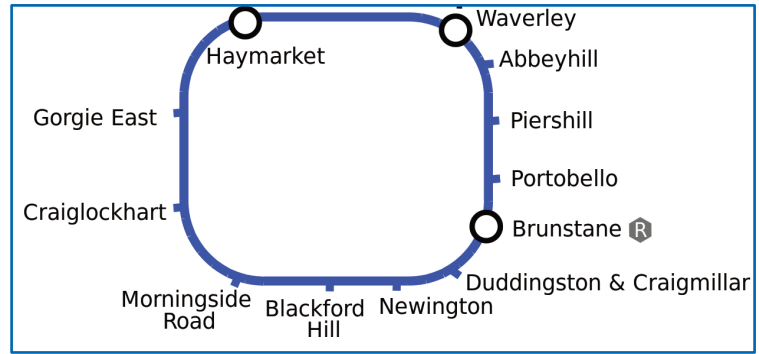 Waverley
Haymarket
Abbeyhill
Gorgie East
Piershill
Portobello
Craiglockhart
Brunstane R
Duddingston & Craigmillar
Morningside
Road
Blackford
Hill
Newington